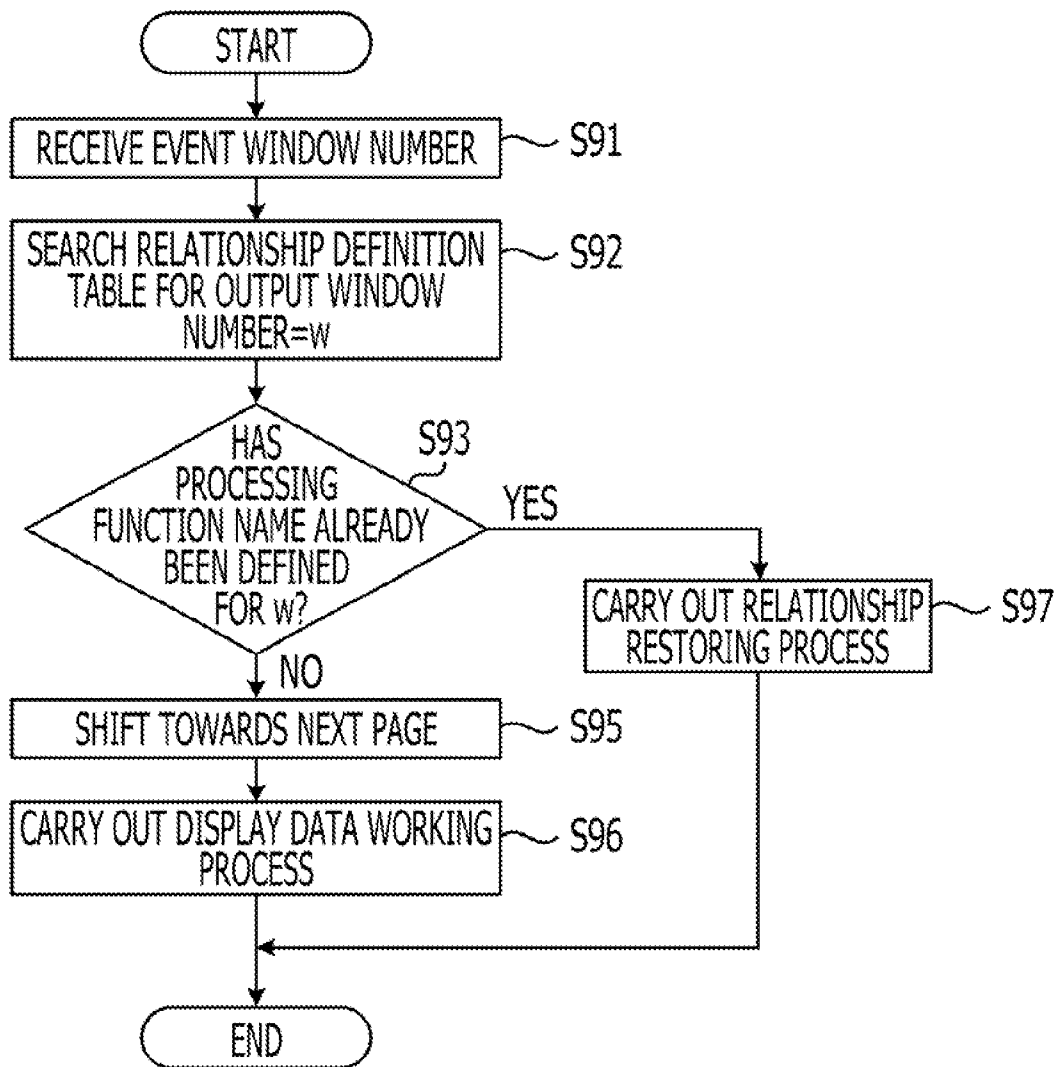 START
RECEIVE EVENT WINDOW NUMBER
S91
SEARCH RELATIONSHIP DEFINITION
TABLE FOR OUTPUT WINDOW
NUMBER=w
S92
HAS
PROCESSING
FUNCTION NAME ALREADY
BEEN DEFINED
FOR w?
S93
YES
CARRY OUT RELATIONSHIP
RESTORING PROCESS
S97
NO
SHIFT TOWARDS NEXT PAGE
S95
CARRY OUT DISPLAY DATA WORKING
PROCESS
S96
END